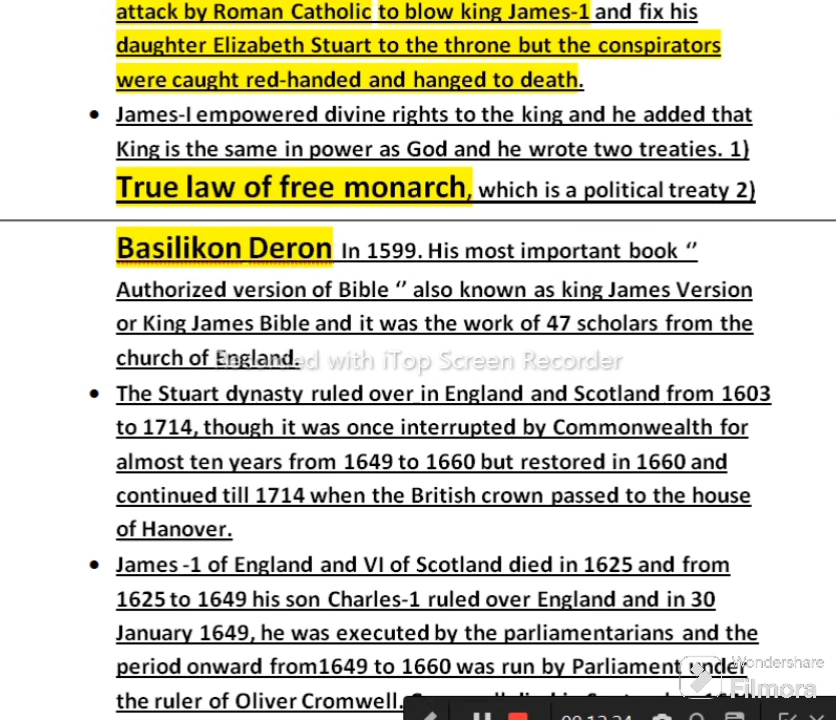 attack by Roman Catholic to blow king James-1 and fix his
daughter Elizabeth Stuart to the throne but the conspirators
were caught red-handed and hanged to death.
• James-I empowered divine rights to the king and he added that
King is the same in power as God and he wrote two treaties. 1)
True law of free monarch, which is a political treaty 2)
Basilikon Deron In 1599. His most important book ‘’
Authorized version of Bible ‘’ also known as king James Version
or King James Bible and it was the work of 47 scholars from the
church of England.
Recorded with iTop Screen Recorder
• The Stuart dynasty ruled over in England and Scotland from 1603
to 1714, though it was once interrupted by Commonwealth for
almost ten years from 1649 to 1660 but restored in 1660 and
continued till 1714 when the British crown passed to the house
of Hanover.
• James -1 of England and VI of Scotland died in 1625 and from
1625 to 1649 his son Charles-1 ruled over England and in 30
January 1649, he was executed by the parliamentarians and the
period onward from1649 to 1660 was run by Parliament under
the ruler of Oliver Cromwell.
Wondershare
Filmora